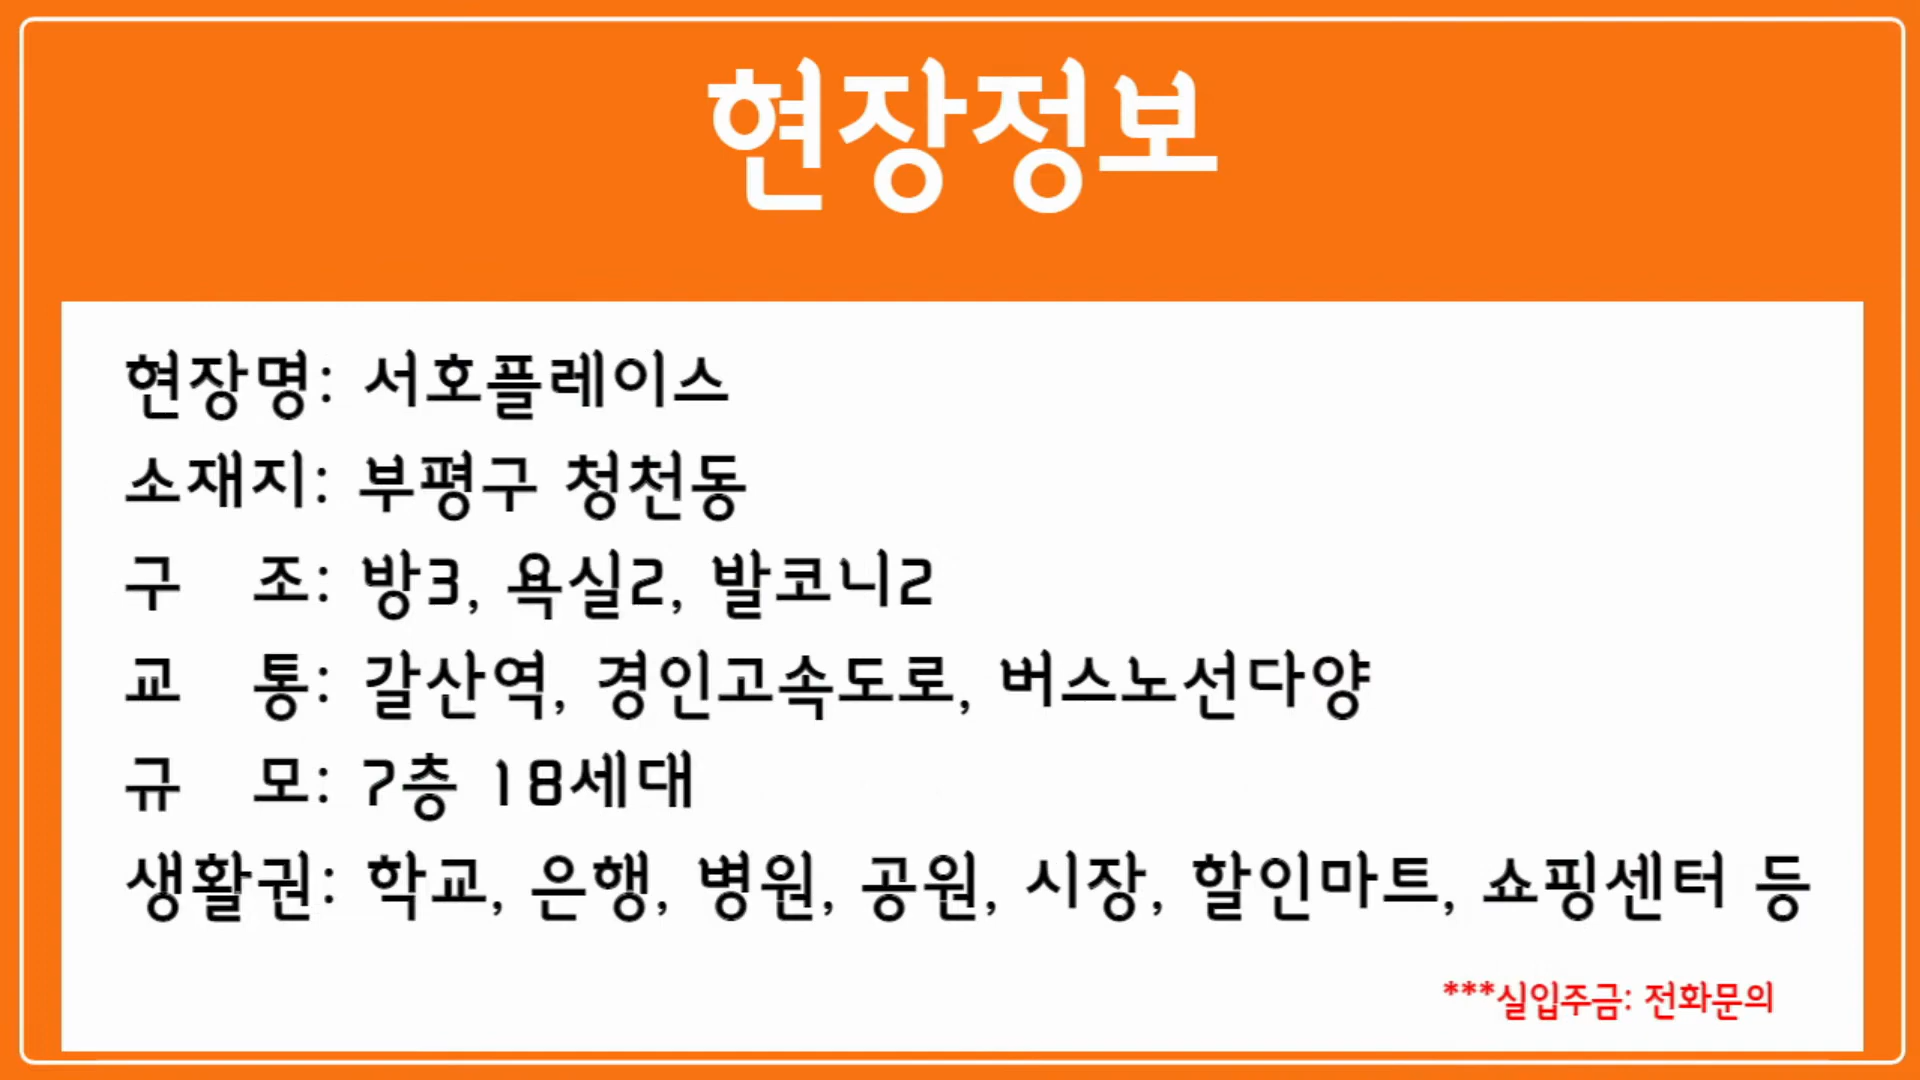 현장정보
현장명: 서호플레이스
소재지: 부평구 청천동
구 조: 방3, 욕실2, 발코니2
교 통: 갈산역, 경인고속도로, 버스노선다양
규 모: 7층 18세대
생활권: 학교, 은행, 병원, 공원, 시장, 할인마트, 쇼핑센터 등
***실입주금: 전화문의